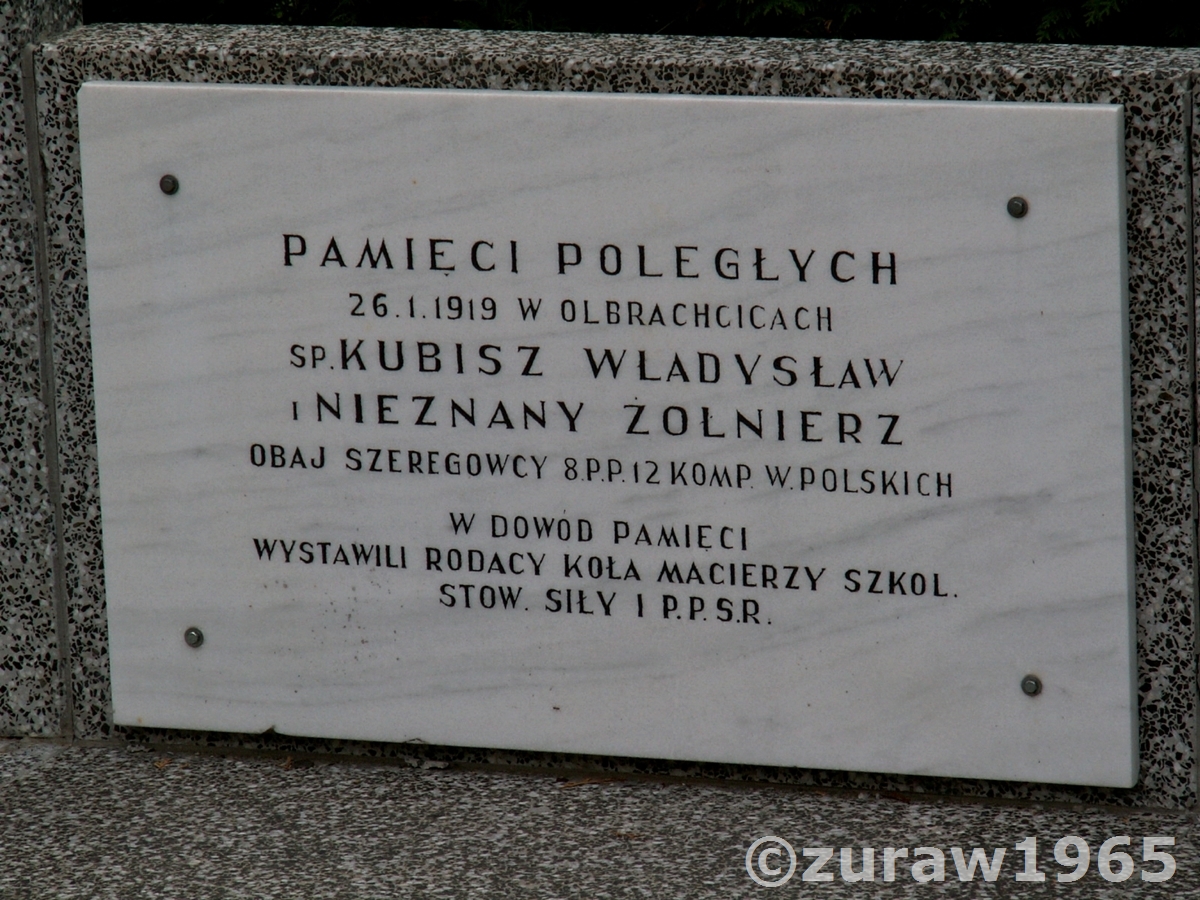 PAMIĘCI POLEGŁYCH
26.1.1919 W OLBRACHCICACH
SP. KUBISZ WLADYSŁAW
I NIEZNANY ŻOŁNIERZ
OBAJ SZEREGOWCY 8.P.P. 12 KOMP. W. POLSKICH
W DOWÓD PAMIĘCI
WYSTAWILI RODACY KOŁA MACIERZY SZKOL.
STOW. SIŁY I P.P.S.R.
©zuraw1965